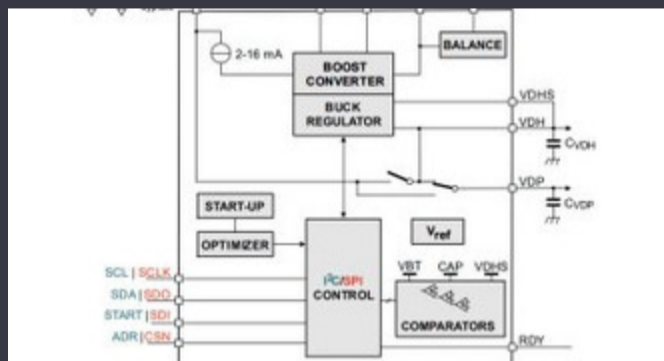 2-16 mA
BALANCE
BOOST
CONVERTER
BUCK
REGULATOR
VDHS
VDH
CVDH
VDP
CVDP
START-UP
OPTIMIZER
Vref
SCL | SCLK
SDA | SDO
START | SDI
ADR | CSN
I²C/SPI
CONTROL
VBT CAP VDHS
COMPARATORS
RDY